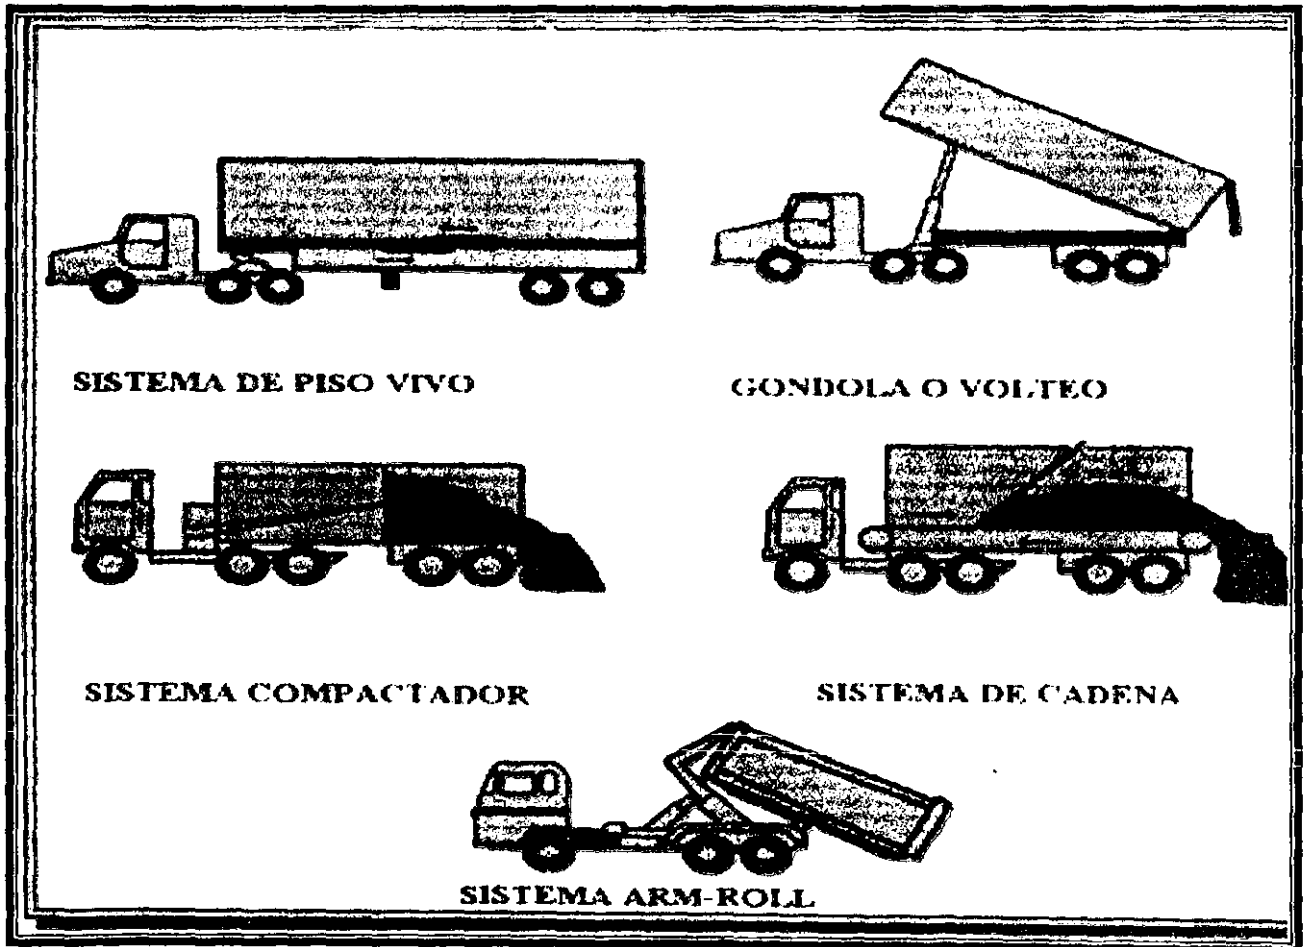 SISTEMA DE PISO VIVO
GONDOLA O VOLTEO
SISTEMA COMPACTADOR
SISTEMA DE CADENA
SISTEMA ARM-ROLL